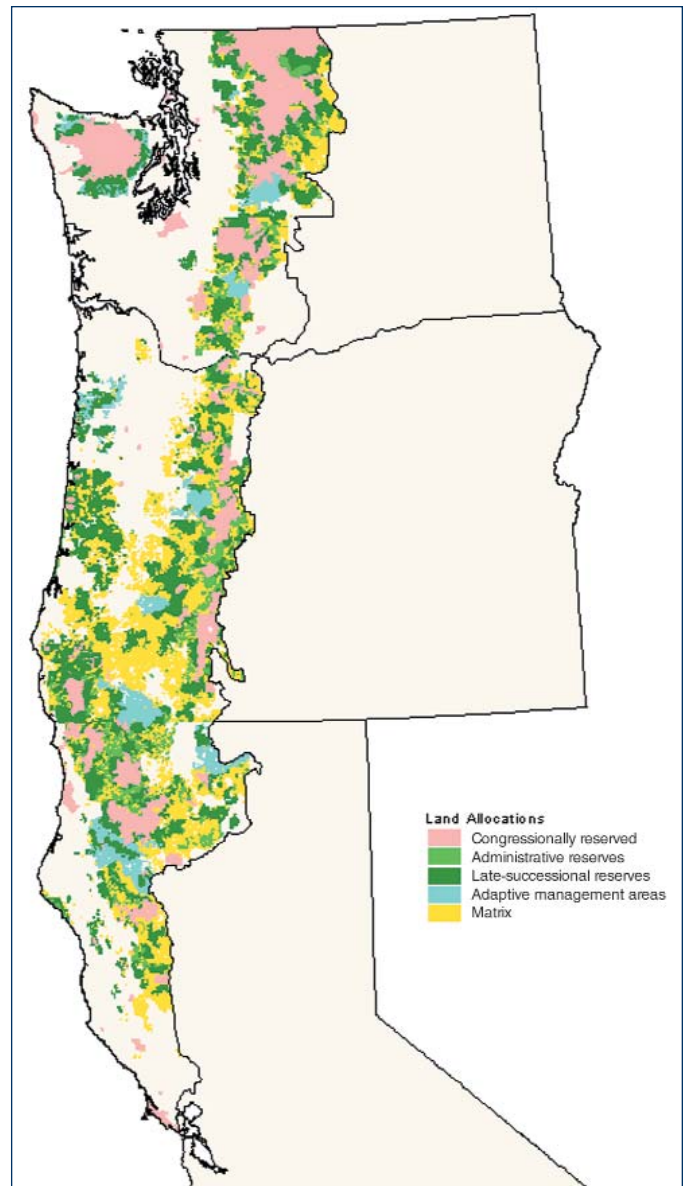 Land Allocations
Congressionally reserved
Administrative reserves
Late-successional reserves
Adaptive management areas
Matrix